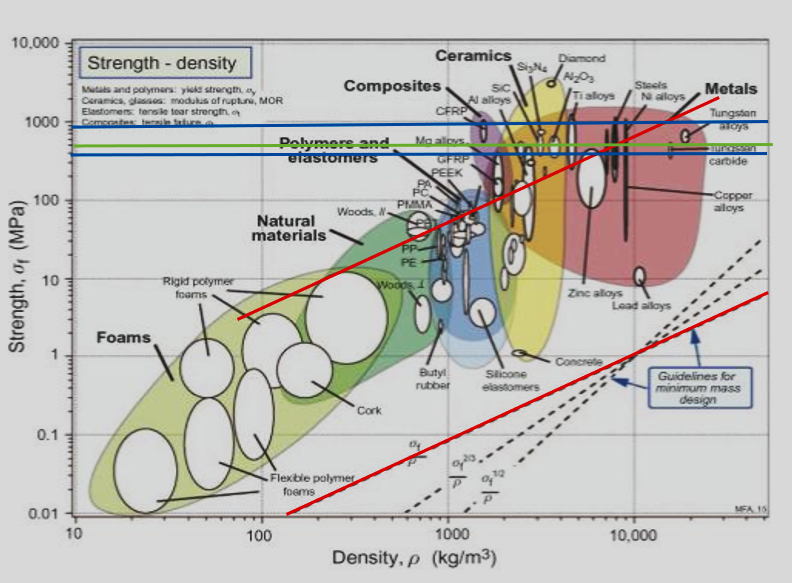 Strength - density
Metals and polymers: yield strength, σy
Ceramics, glasses: modulus of rupture, MOR
Elastomers: tensile tear strength, σt
Composites: tensile failure, σt
10,000
1000
100
10
1
0.1
0.01
Strength, σf (MPa)
Ceramics
Composites
Metals
Polymers and
elastomers
Natural
materials
Foams
Diamond
Si3N4
Al2O3
SiC
Al alloys
CFRP
Ti alloys
Steels
Ni alloys
Tungsten
alloys
Tungsten
carbide
Mg alloys
GFRP
PEEK
PA
PC
PMMA
Woods, //
PP
PE
Woods, ⊥
Rigid polymer
foams
Copper
alloys
Zinc alloys
Lead alloys
Concrete
Butyl
rubber
Silicone
elastomers
Cork
Flexible polymer
foams
Guidelines for
minimum mass
design
σf
ρ
σf2/3
ρ
σf1/2
ρ
10
100
1000
10,000
Density, ρ (kg/m3)